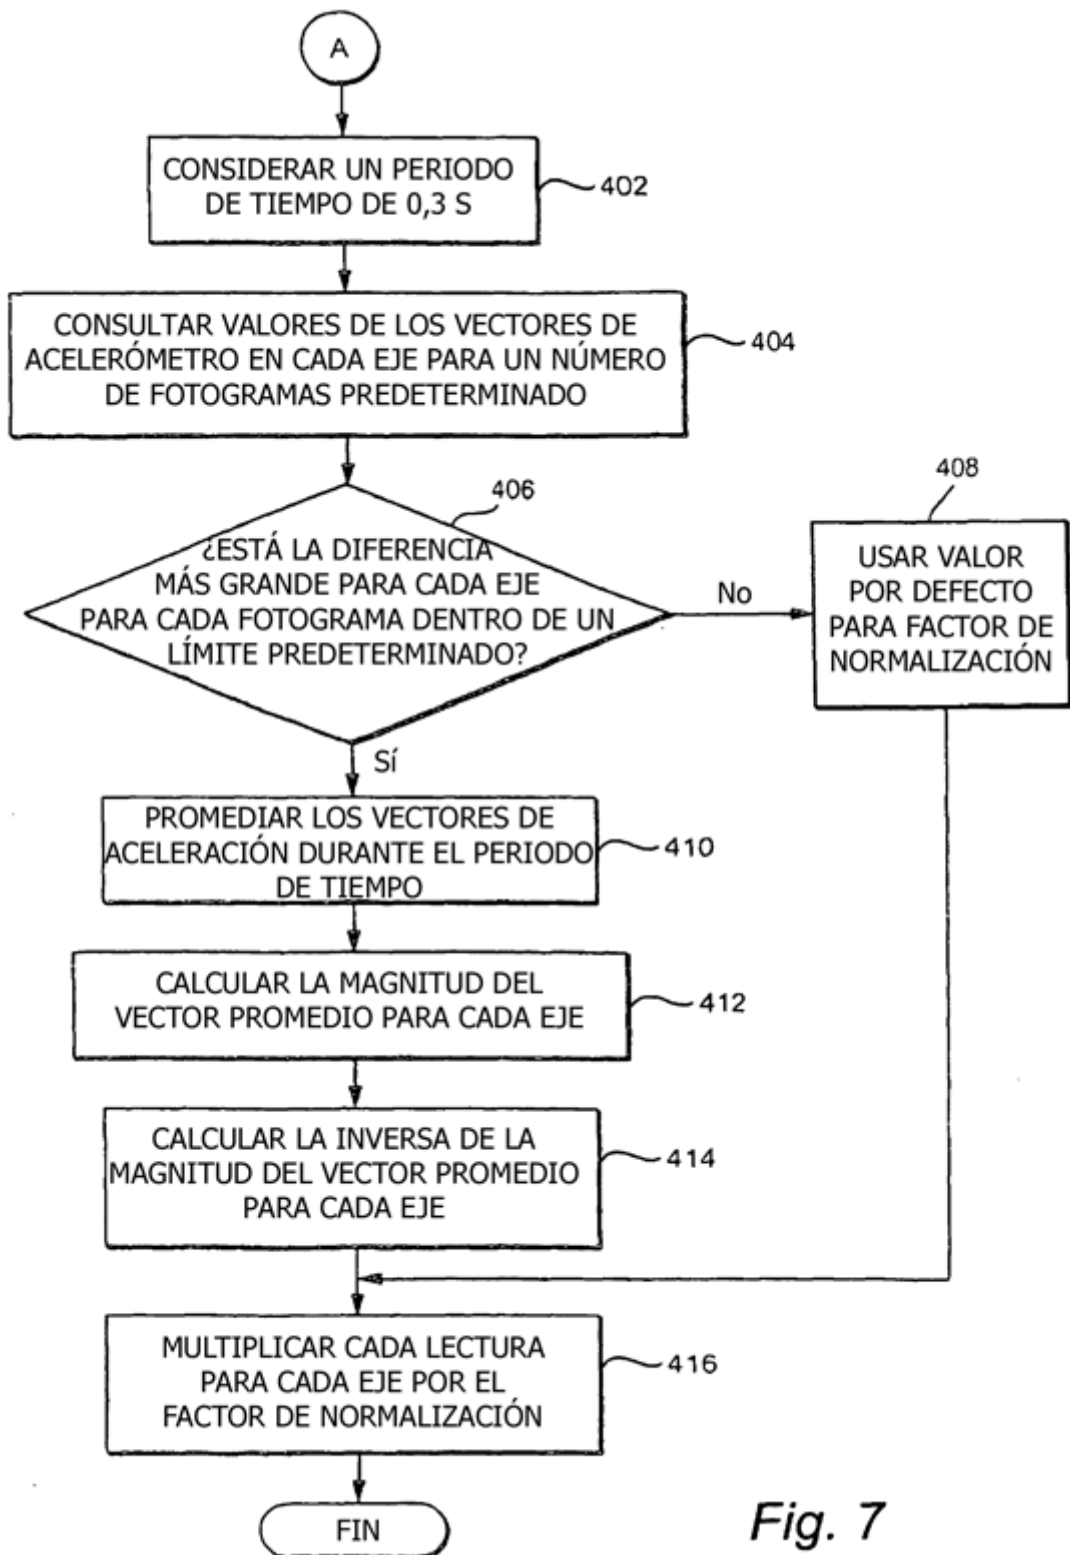 A
CONSIDERAR UN PERIODO
DE TIEMPO DE 0,3 S
402
CONSULTAR VALORES DE LOS VECTORES DE
ACELERÓMETRO EN CADA EJE PARA UN NÚMERO
DE FOTOGRAMAS PREDETERMINADO
404
406
¿ESTÁ LA DIFERENCIA
MÁS GRANDE PARA CADA EJE
PARA CADA FOTOGRAMA DENTRO DE UN
LÍMITE PREDETERMINADO?
No
408
USAR VALOR
POR DEFECTO
PARA FACTOR DE
NORMALIZACIÓN
Sí
PROMEDIAR LOS VECTORES DE
ACELERACIÓN DURANTE EL PERIODO
DE TIEMPO
410
CALCULAR LA MAGNITUD DEL
VECTOR PROMEDIO PARA CADA EJE
412
CALCULAR LA INVERSA DE LA
MAGNITUD DEL VECTOR PROMEDIO
PARA CADA EJE
414
MULTIPLICAR CADA LECTURA
PARA CADA EJE POR EL
FACTOR DE NORMALIZACIÓN
416
FIN
Fig. 7